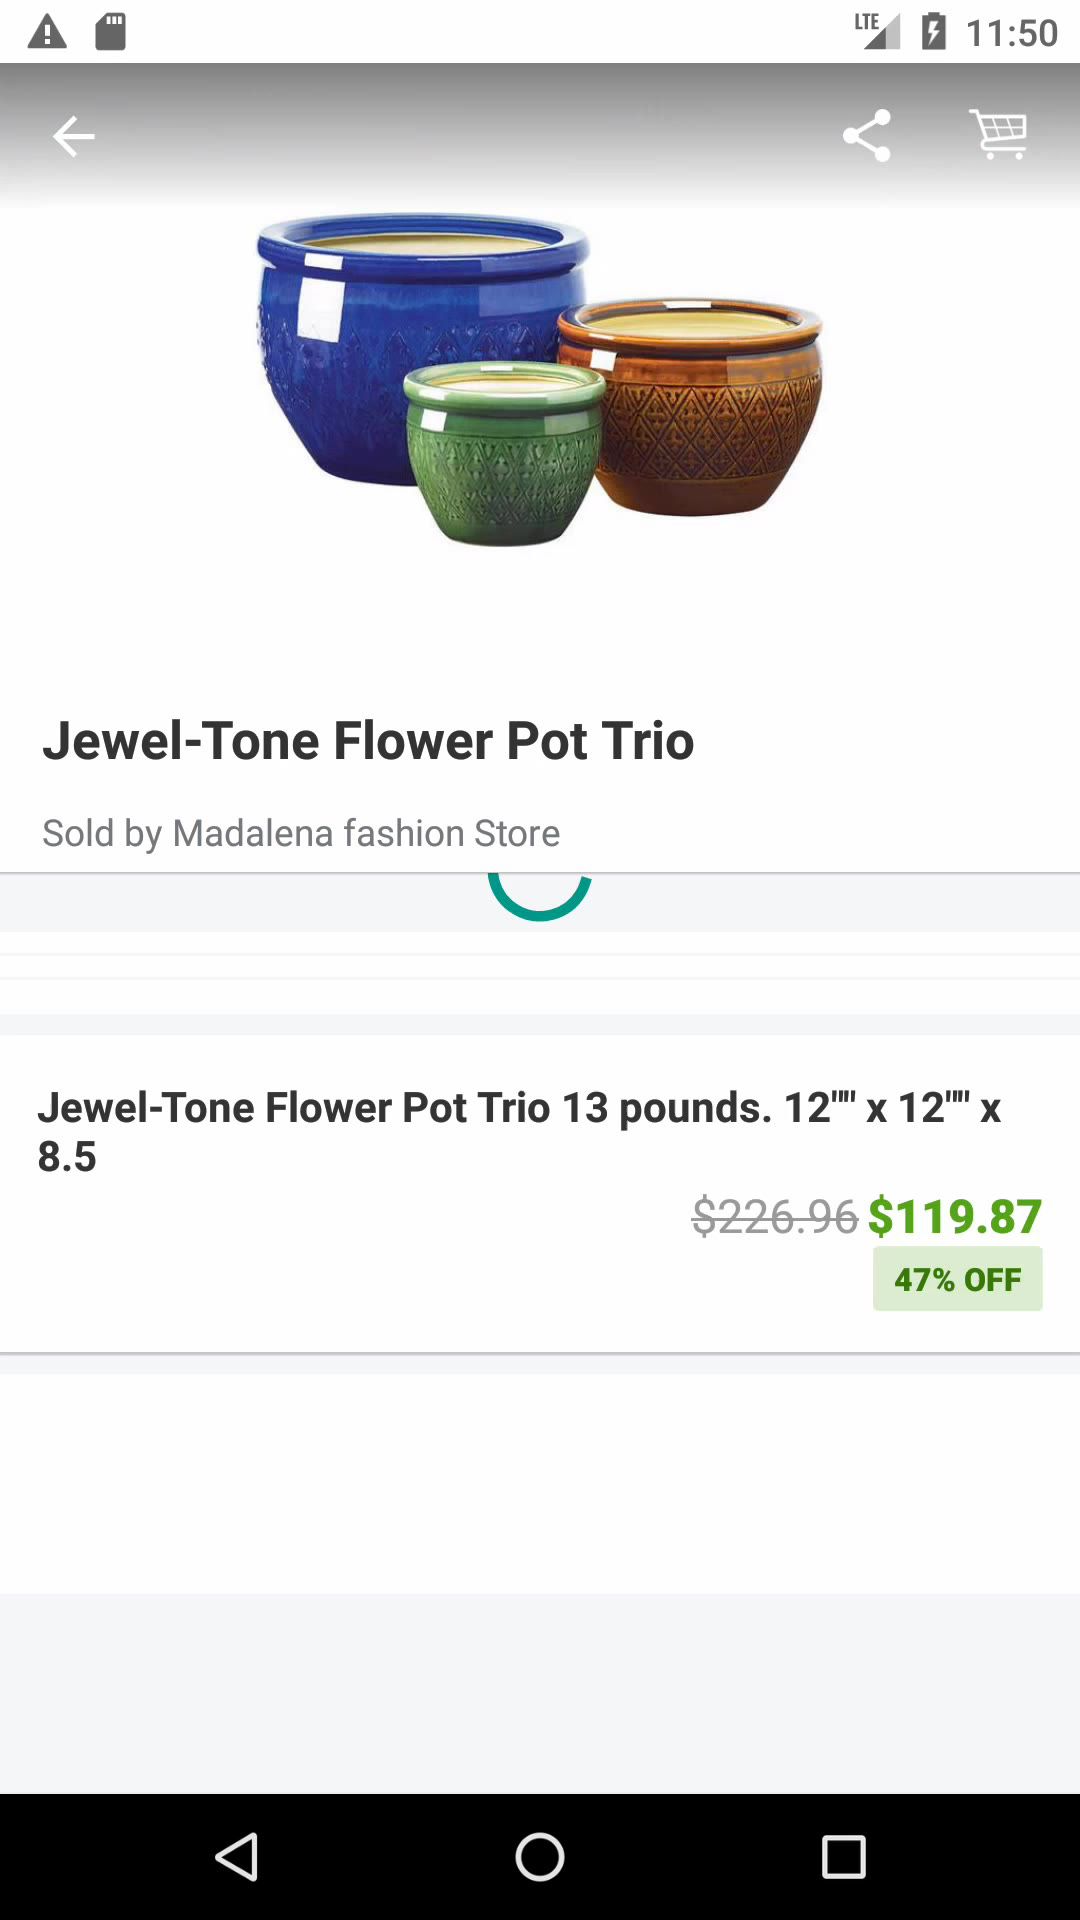 LTE 11:50
Jewel-Tone Flower Pot Trio
Sold by Madalena fashion Store
Jewel-Tone Flower Pot Trio 13 pounds. 12"" x 12"" x
8.5
$226.96 $119.87
47% OFF